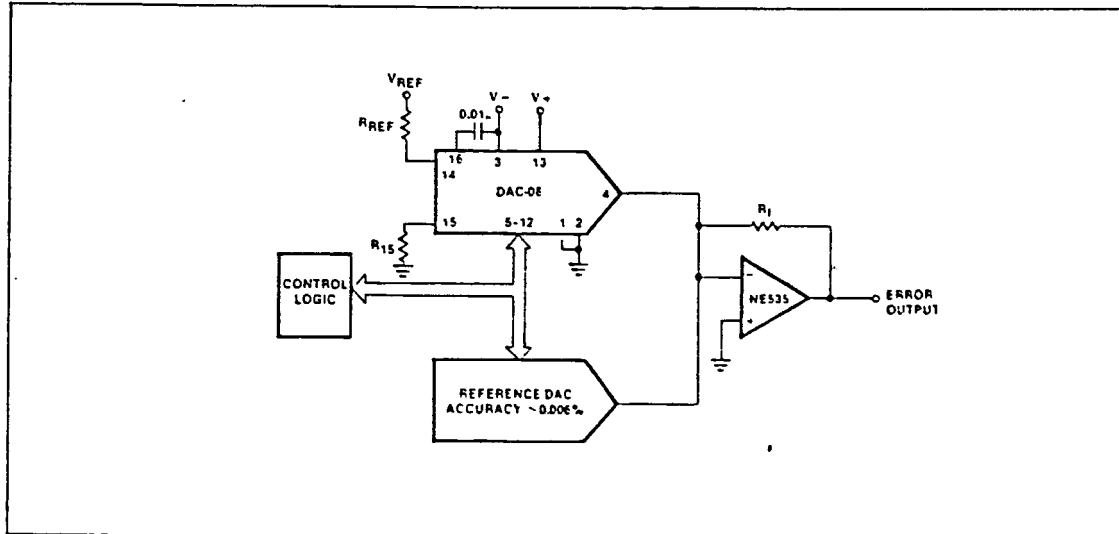 VREF
RREF
0.01
V-
V+
16
3
13
14
DAC-08
4
15
5-12
1
2
R15
Rf
CONTROL
LOGIC
-
NE535
+
ERROR
OUTPUT
REFERENCE DAC
ACCURACY ~0.006%